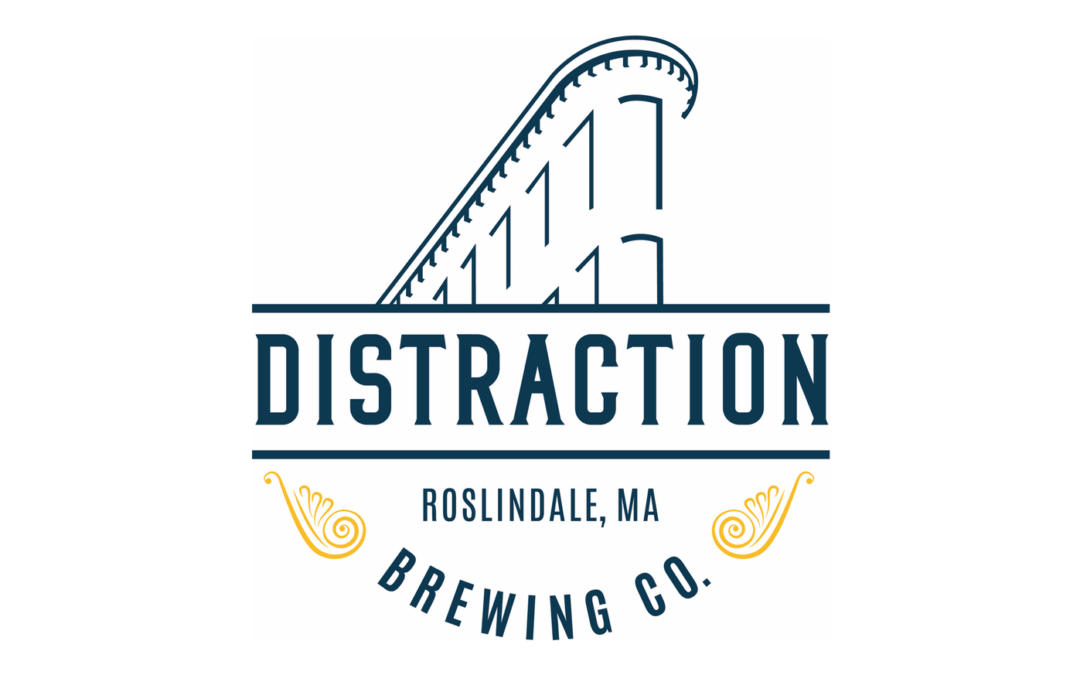 DISTRACTION
ROSLINDALE, MA
BREWING CO.